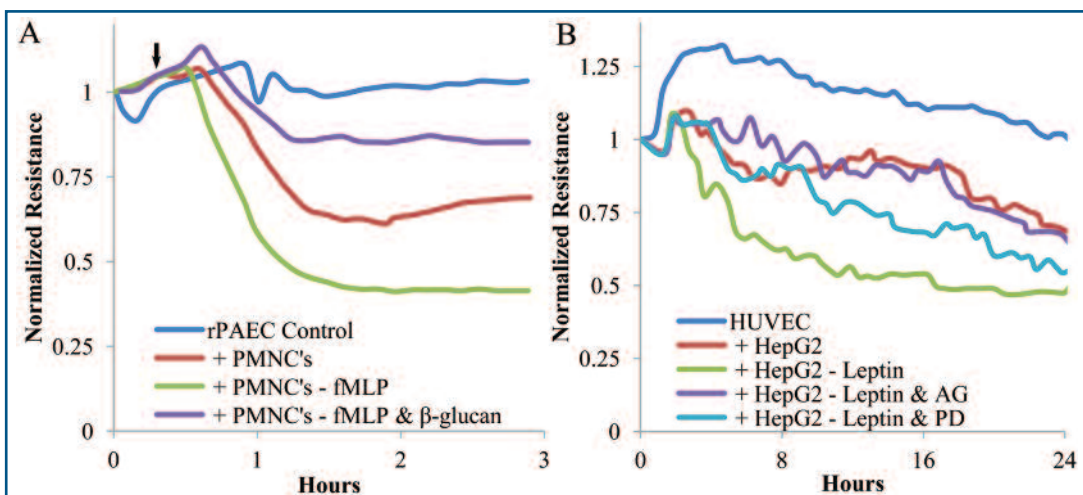 A
Normalized Resistance
1.25
1
0.75
0.5
0.25
0
0
1
2
3
Hours
rPAEC Control
+ PMNC's
+ PMNC's - fMLP
+ PMNC's - fMLP & β-glucan
B
Normalized Resistance
1.25
1
0.75
0.5
0.25
0
0
8
16
24
Hours
HUVEC
+ HepG2
+ HepG2 - Leptin
+ HepG2 - Leptin & AG
+ HepG2 - Leptin & PD